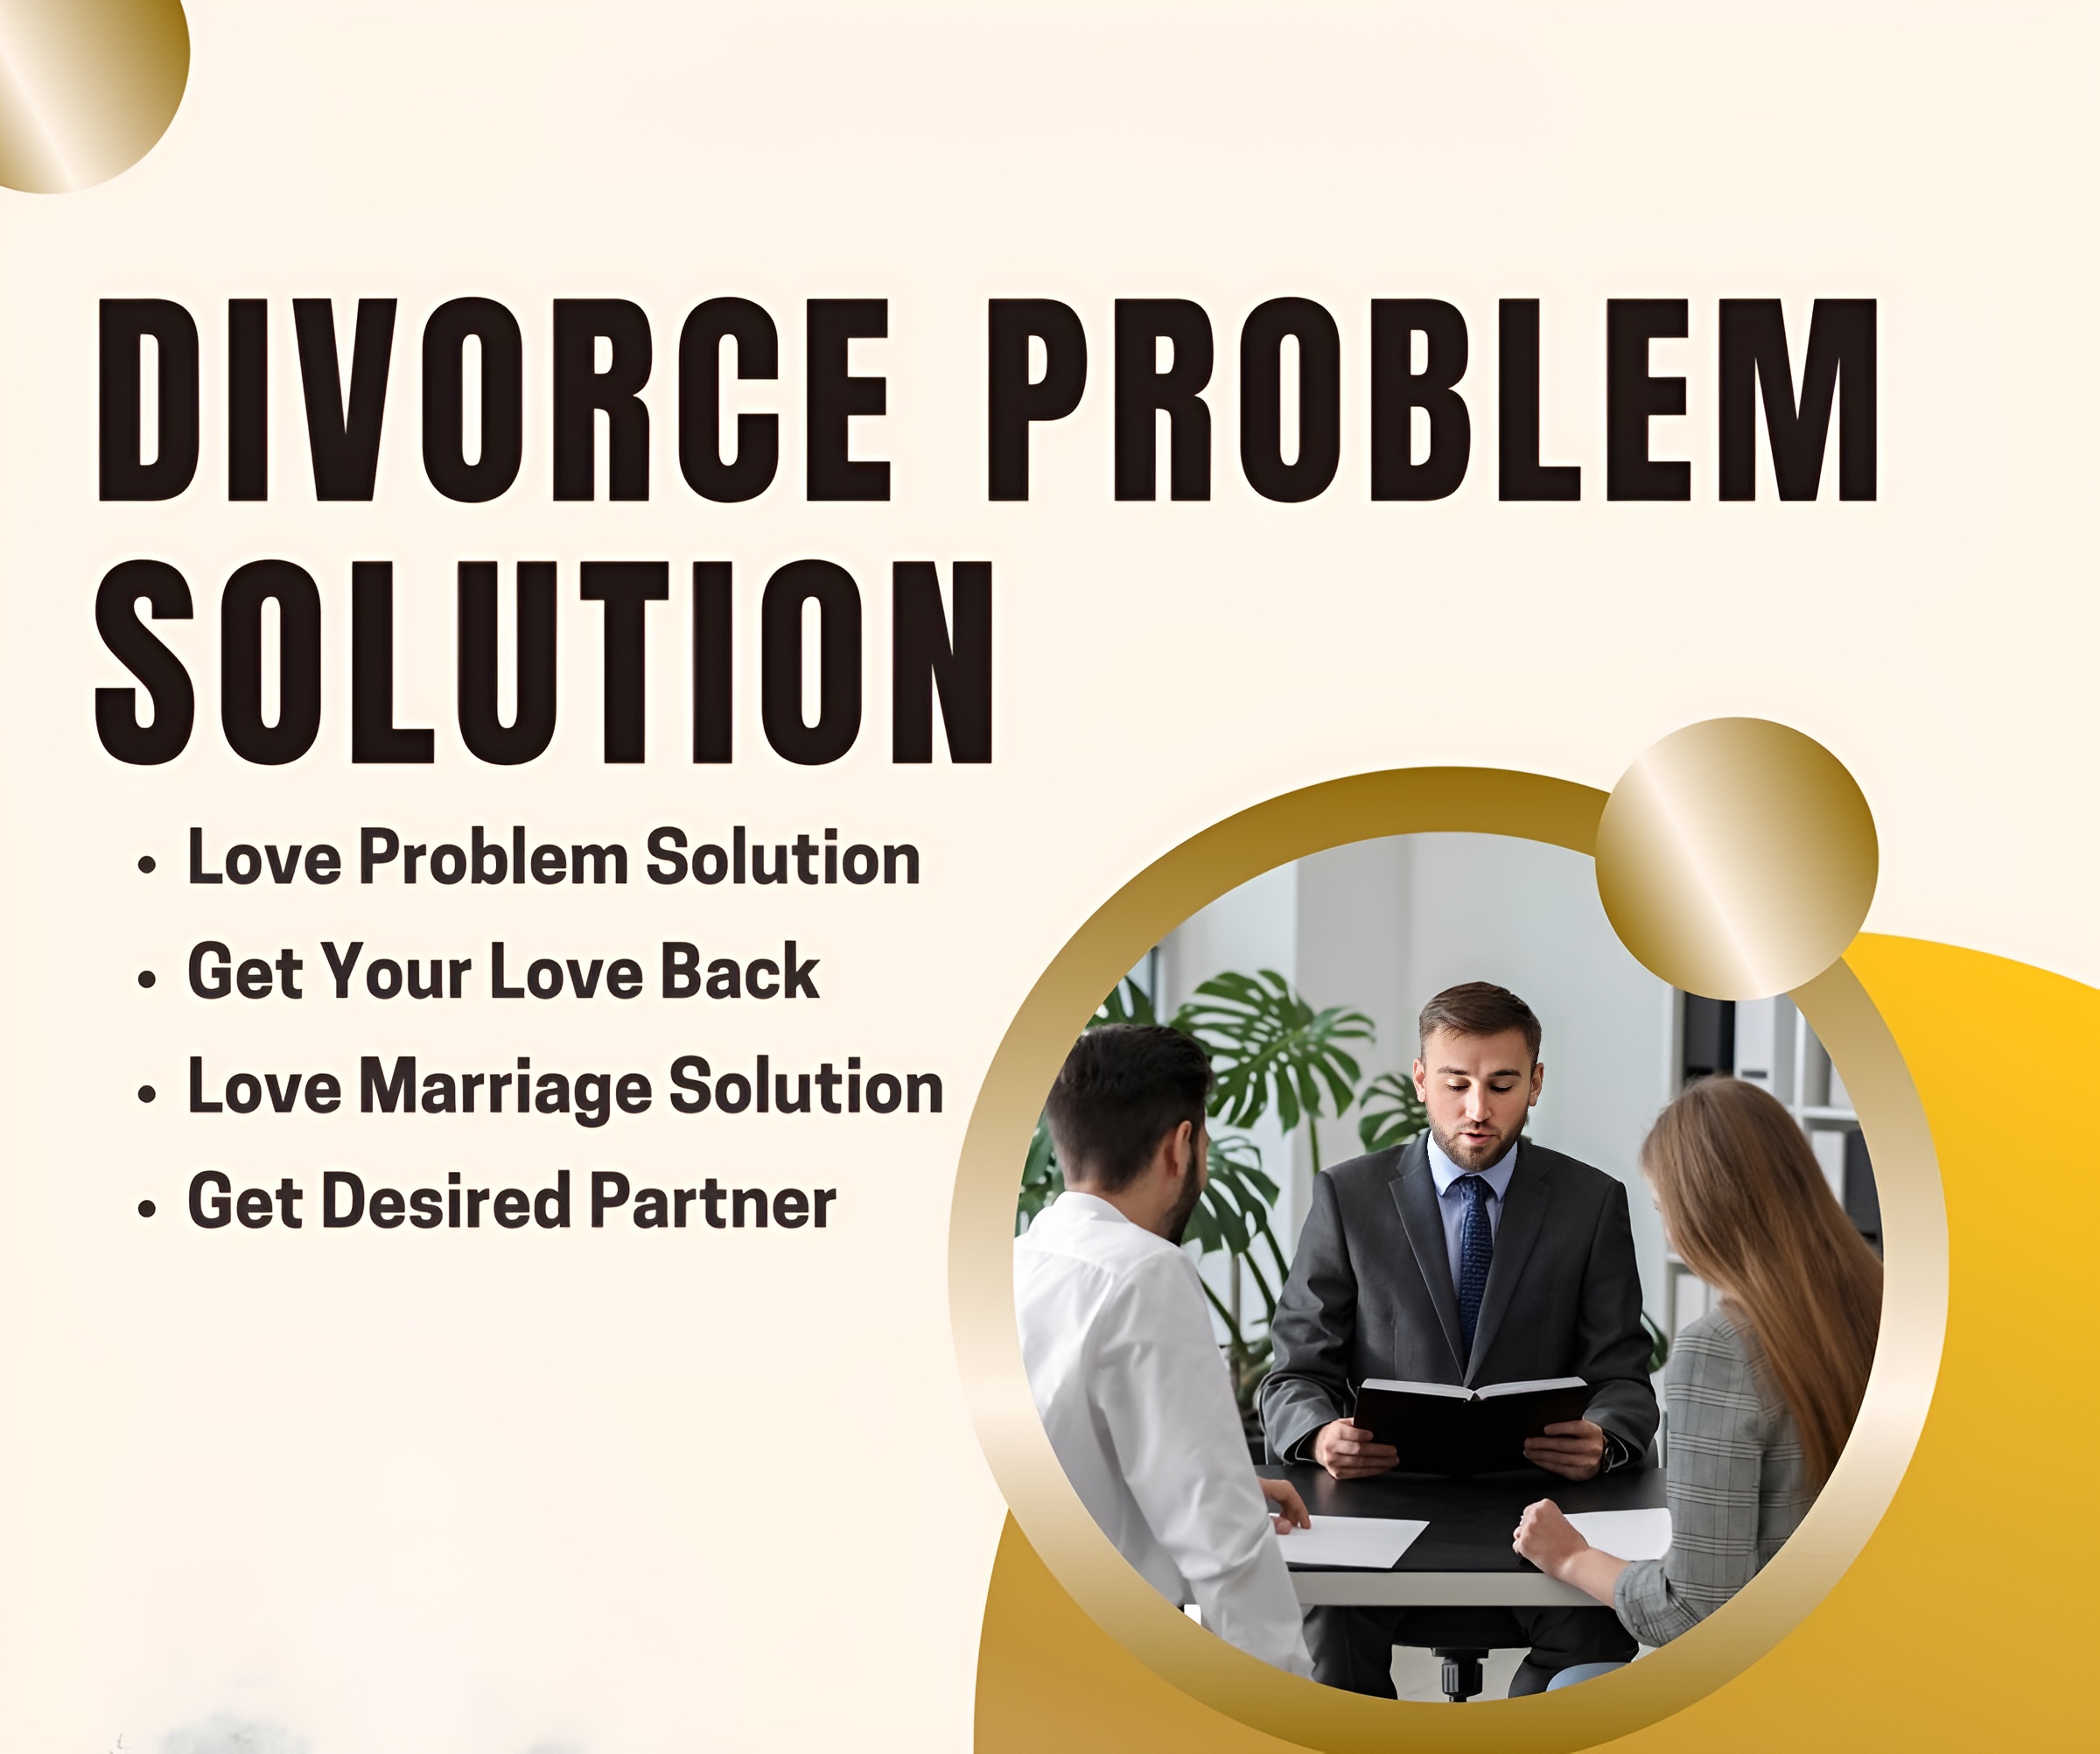 DIVORCE PROBLEM
SOLUTION
• Love Problem Solution
• Get Your Love Back
• Love Marriage Solution
• Get Desired Partner